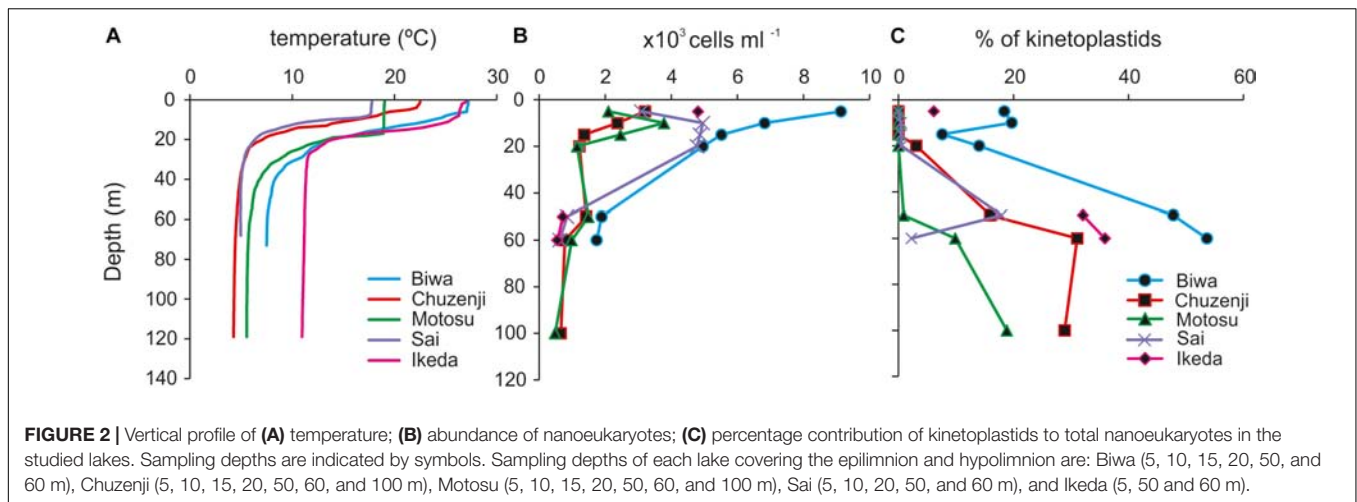 A temperature (ºC)
0 10 20 30
0
20
40
60
80
100
120
140
Depth (m)
Biwa
Chuzenji
Motosu
Sai
Ikeda
B x10³ cells ml ⁻¹
0 2 4 6 8 10
0
20
40
60
80
100
120
C % of kinetoplastids
0 20 40 60
Biwa
Chuzenji
Motosu
Sai
Ikeda
FIGURE 2 | Vertical profile of (A) temperature; (B) abundance of nanoeukaryotes; (C) percentage contribution of kinetoplastids to total nanoeukaryotes in the
studied lakes. Sampling depths are indicated by symbols. Sampling depths of each lake covering the epilimnion and hypolimnion are: Biwa (5, 10, 15, 20, 50, and
60 m), Chuzenji (5, 10, 15, 20, 50, 60, and 100 m), Motosu (5, 10, 15, 20, 50, 60, and 100 m), Sai (5, 10, 20, 50, and 60 m), and Ikeda (5, 50 and 60 m).